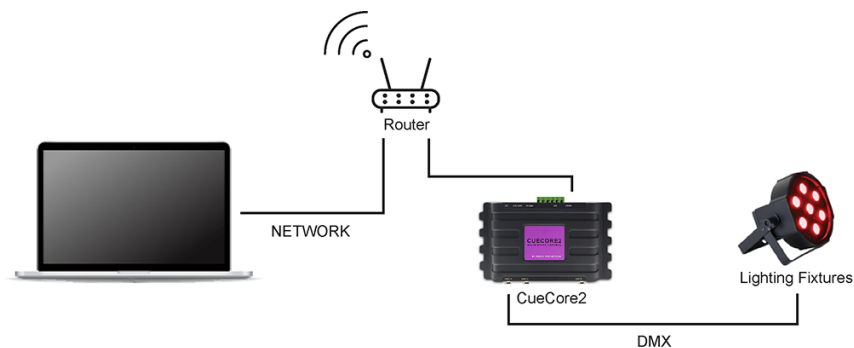 Router
NETWORK
CUECORE2
CueCore2
Lighting Fixtures
DMX